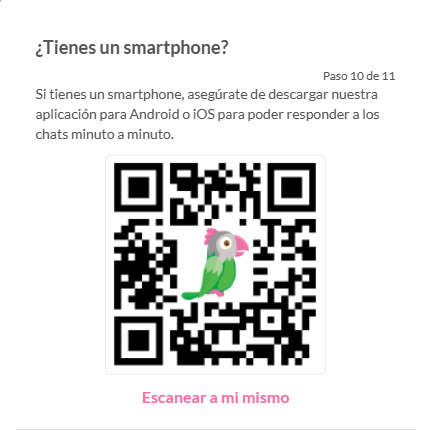 ¿Tienes un smartphone?
Paso 10 de 11
Si tienes un smartphone, asegúrate de descargar nuestra
aplicación para Android o iOS para poder responder a los
chats minuto a minuto.
Escanear a mi mismo